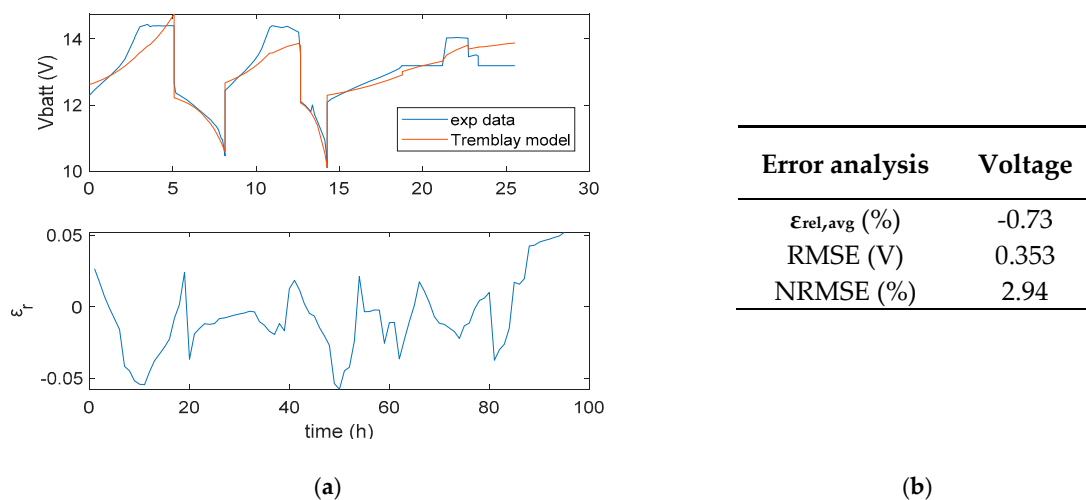 14
12
10
Vbatt (V)
exp data
Tremblay model
0 5 10 15 20 25 30
0.05
0
-0.05
εr
0 20 40 60 80 100
time (h)
(a)
Error analysis Voltage
εrel,avg (%) -0.73
RMSE (V) 0.353
NRMSE (%) 2.94
(b)